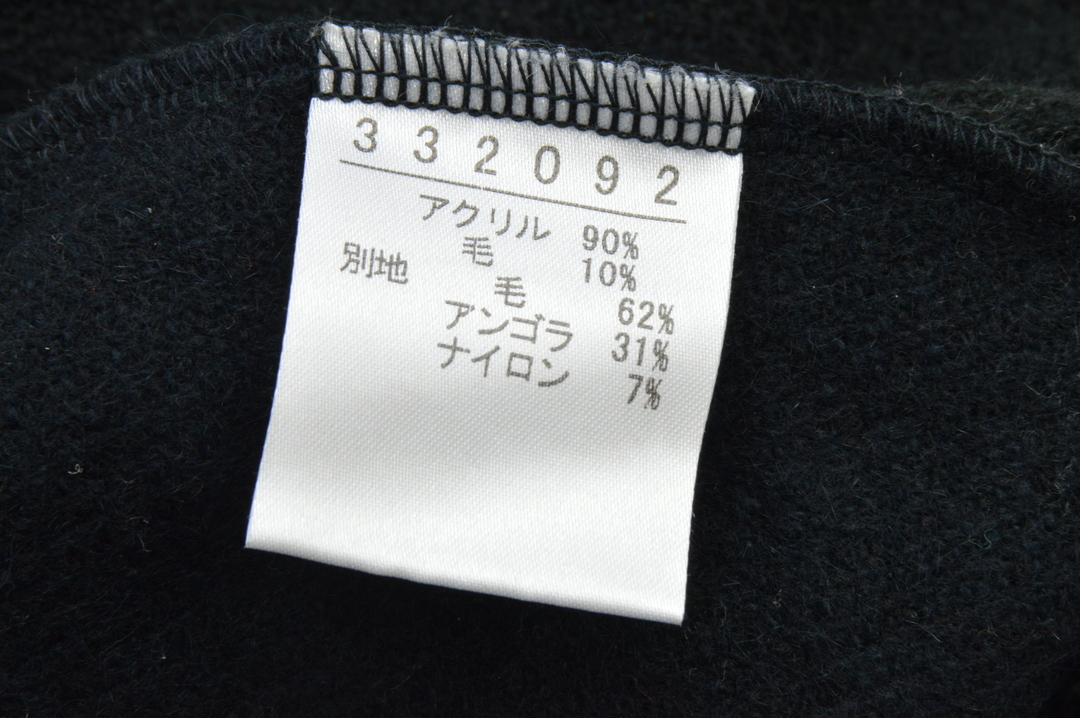 332092
アクリル 90%
毛 10%
別地 毛 62%
アンゴラ 31%
ナイロン 7%